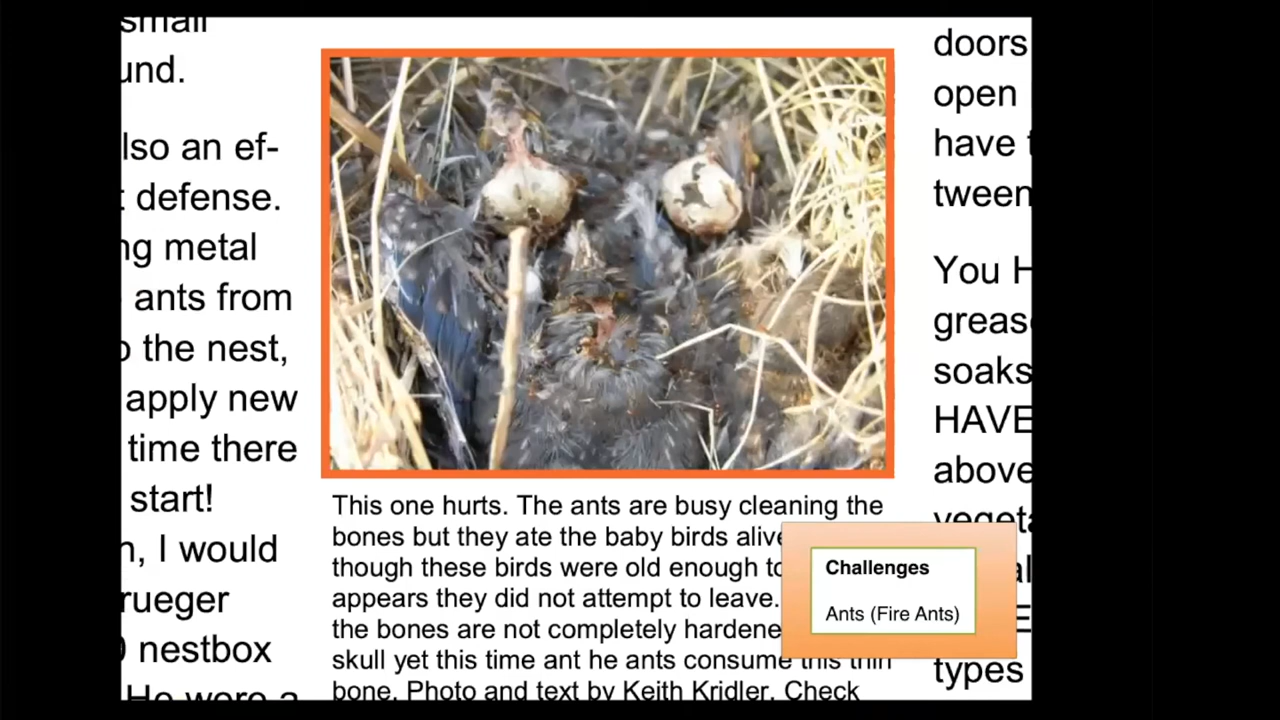 small
und.
lso an ef-
t defense.
ng metal
ants from
o the nest,
apply new
time there
start!
n, I would
rueger
nestbox
He wore a
This one hurts. The ants are busy cleaning the
bones but they ate the baby birds alive
though these birds were old enough to
appears they did not attempt to leave.
the bones are not completely hardene
skull yet this time ant he ants consume this thin
bone. Photo and text by Keith Kridler. Check
Challenges
Ants (Fire Ants)
doors
open
have t
tween
You H
grease
soaks
HAVE
above
vegeta
types